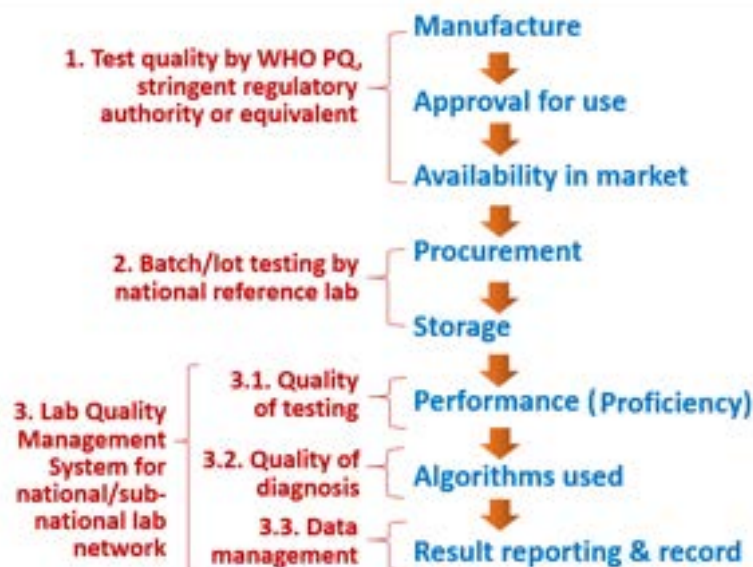 Manufacture
1. Test quality by WHO PQ,
stringent regulatory
authority or equivalent
Approval for use
Availability in market
Procurement
2. Batch/lot testing by
national reference lab
Storage
3. Lab Quality
Management
System for
national/sub-
national lab
network
3.1. Quality
of testing
Performance (Proficiency)
3.2. Quality of
diagnosis
Algorithms used
3.3. Data
management
Result reporting & record